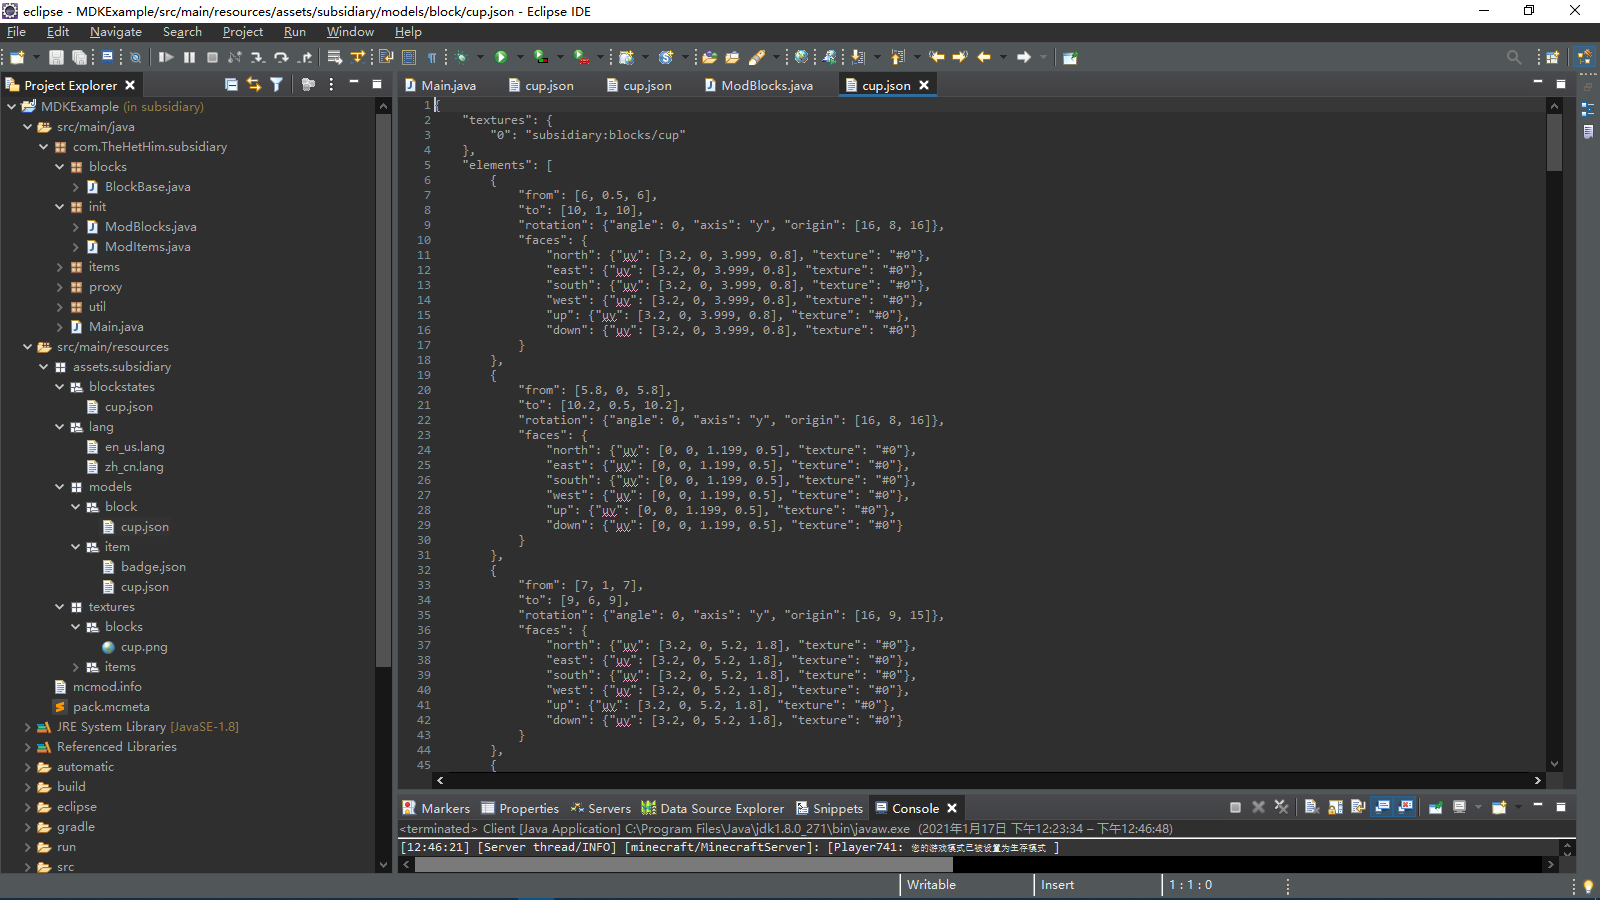 eclipse - MDKExample/src/main/resources/assets/subsidiary/models/block/cup.json - Eclipse IDE
File Edit Navigate Search Project Run Window Help
Project Explorer
MDKExample (in subsidiary)
src/main/java
com.TheHetHim.subsidiary
blocks
BlockBase.java
init
ModBlocks.java
ModItems.java
items
proxy
util
Main.java
src/main/resources
assets.subsidiary
blockstates
cup.json
lang
en_us.lang
zh_cn.lang
models
block
cup.json
item
badge.json
cup.json
textures
blocks
cup.png
items
mcmod.info
pack.mcmeta
JRE System Library [JavaSE-1.8]
Referenced Libraries
automatic
build
eclipse
gradle
run
src
Main.java cup.json cup.json ModBlocks.java cup.json
1 {
2 "textures": {
3 "0": "subsidiary:blocks/cup"
4 },
5 "elements": [
6 {
7 "from": [6, 0.5, 6],
8 "to": [10, 1, 10],
9 "rotation": {"angle": 0, "axis": "y", "origin": [16, 8, 16]},
10 "faces": {
11 "north": {"uv": [3.2, 0, 3.999, 0.8], "texture": "#0"},
12 "east": {"uv": [3.2, 0, 3.999, 0.8], "texture": "#0"},
13 "south": {"uv": [3.2, 0, 3.999, 0.8], "texture": "#0"},
14 "west": {"uv": [3.2, 0, 3.999, 0.8], "texture": "#0"},
15 "up": {"uv": [3.2, 0, 3.999, 0.8], "texture": "#0"},
16 "down": {"uv": [3.2, 0, 3.999, 0.8], "texture": "#0"}
17 }
18 },
19 {
20 "from": [5.8, 0, 5.8],
21 "to": [10.2, 0.5, 10.2],
22 "rotation": {"angle": 0, "axis": "y", "origin": [16, 8, 16]},
23 "faces": {
24 "north": {"uv": [0, 0, 1.199, 0.5], "texture": "#0"},
25 "east": {"uv": [0, 0, 1.199, 0.5], "texture": "#0"},
26 "south": {"uv": [0, 0, 1.199, 0.5], "texture": "#0"},
27 "west": {"uv": [0, 0, 1.199, 0.5], "texture": "#0"},
28 "up": {"uv": [0, 0, 1.199, 0.5], "texture": "#0"},
29 "down": {"uv": [0, 0, 1.199, 0.5], "texture": "#0"}
30 }
31 },
32 {
33 "from": [7, 1, 7],
34 "to": [9, 6, 9],
35 "rotation": {"angle": 0, "axis": "y", "origin": [16, 9, 15]},
36 "faces": {
37 "north": {"uv": [3.2, 0, 5.2, 1.8], "texture": "#0"},
38 "east": {"uv": [3.2, 0, 5.2, 1.8], "texture": "#0"},
39 "south": {"uv": [3.2, 0, 5.2, 1.8], "texture": "#0"},
40 "west": {"uv": [3.2, 0, 5.2, 1.8], "texture": "#0"},
41 "up": {"uv": [3.2, 0, 5.2, 1.8], "texture": "#0"},
42 "down": {"uv": [3.2, 0, 5.2, 1.8], "texture": "#0"}
43 }
44 },
45 {
Markers Properties Servers Data Source Explorer Snippets Console
<terminated> Client [Java Application] C:\Program Files\Java\jdk1.8.0_271\bin\javaw.exe (2021年1月17日 下午12:23:34 – 下午12:46:48)
[12:46:21] [Server thread/INFO] [minecraft/MinecraftServer]: [Player741: 您的游戏模式已被设置为生存模式 ]
Writable Insert 1 : 1 : 0